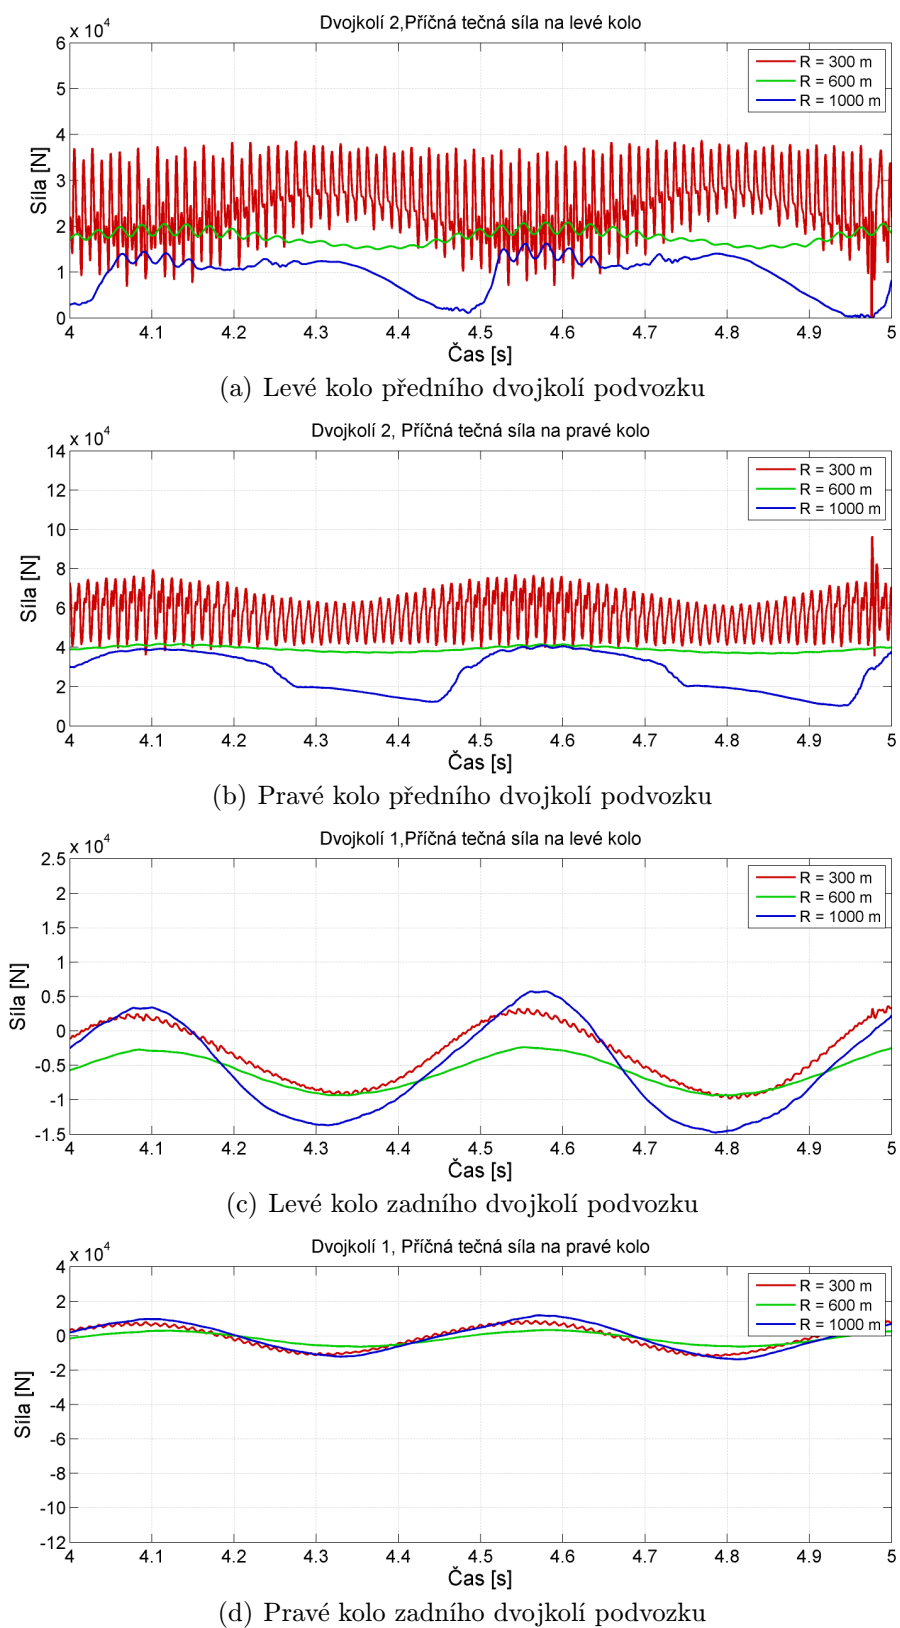 Dvojkolí 2,Příčná tečná síla na levé kolo
x 10^4
6
5
4
3
2
1
0
Síla [N]
R = 300 m
R = 600 m
R = 1000 m
4 4.1 4.2 4.3 4.4 4.5 4.6 4.7 4.8 4.9 5
Čas [s]
(a) Levé kolo předního dvojkolí podvozku
Dvojkolí 2, Příčná tečná síla na pravé kolo
x 10^4
14
12
10
8
6
4
2
0
Síla [N]
R = 300 m
R = 600 m
R = 1000 m
4 4.1 4.2 4.3 4.4 4.5 4.6 4.7 4.8 4.9 5
Čas [s]
(b) Pravé kolo předního dvojkolí podvozku
Dvojkolí 1,Příčná tečná síla na levé kolo
x 10^4
2.5
2
1.5
1
0.5
0
-0.5
-1
-1.5
Síla [N]
R = 300 m
R = 600 m
R = 1000 m
4 4.1 4.2 4.3 4.4 4.5 4.6 4.7 4.8 4.9 5
Čas [s]
(c) Levé kolo zadního dvojkolí podvozku
Dvojkolí 1, Příčná tečná síla na pravé kolo
x 10^4
4
2
0
-2
-4
-6
-8
-10
-12
Síla [N]
R = 300 m
R = 600 m
R = 1000 m
4 4.1 4.2 4.3 4.4 4.5 4.6 4.7 4.8 4.9 5
Čas [s]
(d) Pravé kolo zadního dvojkolí podvozku